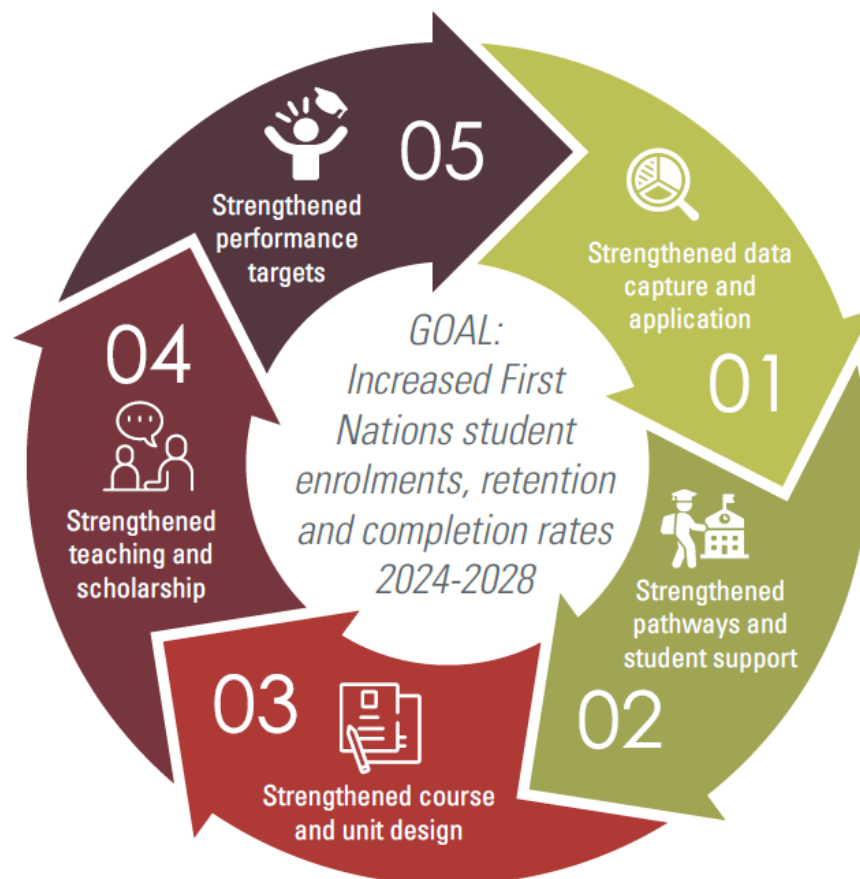 GOAL:
Increased First
Nations student
enrolments, retention
and completion rates
2024-2028
Strengthened data
capture and
application
01
Strengthened
pathways and
student support
02
03
Strengthened course
and unit design
04
Strengthened
teaching and
scholarship
05
Strengthened
performance
targets